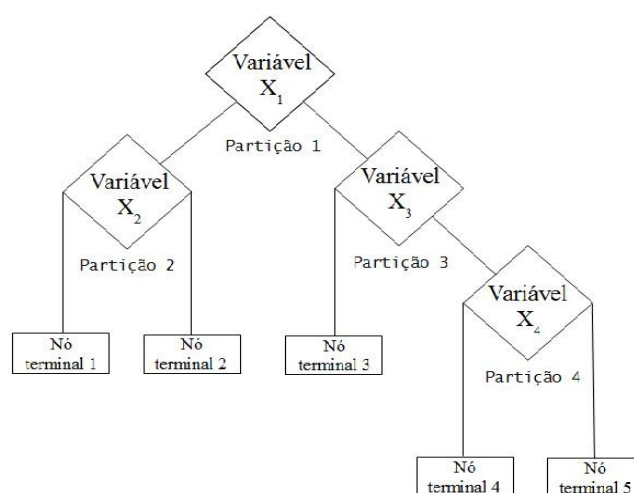 Variável
X1
Partição 1
Variável
X2
Variável
X3
Partição 2
Partição 3
Variável
X4
Nó
terminal 1
Nó
terminal 2
Nó
terminal 3
Partição 4
Nó
terminal 4
Nó
terminal 5